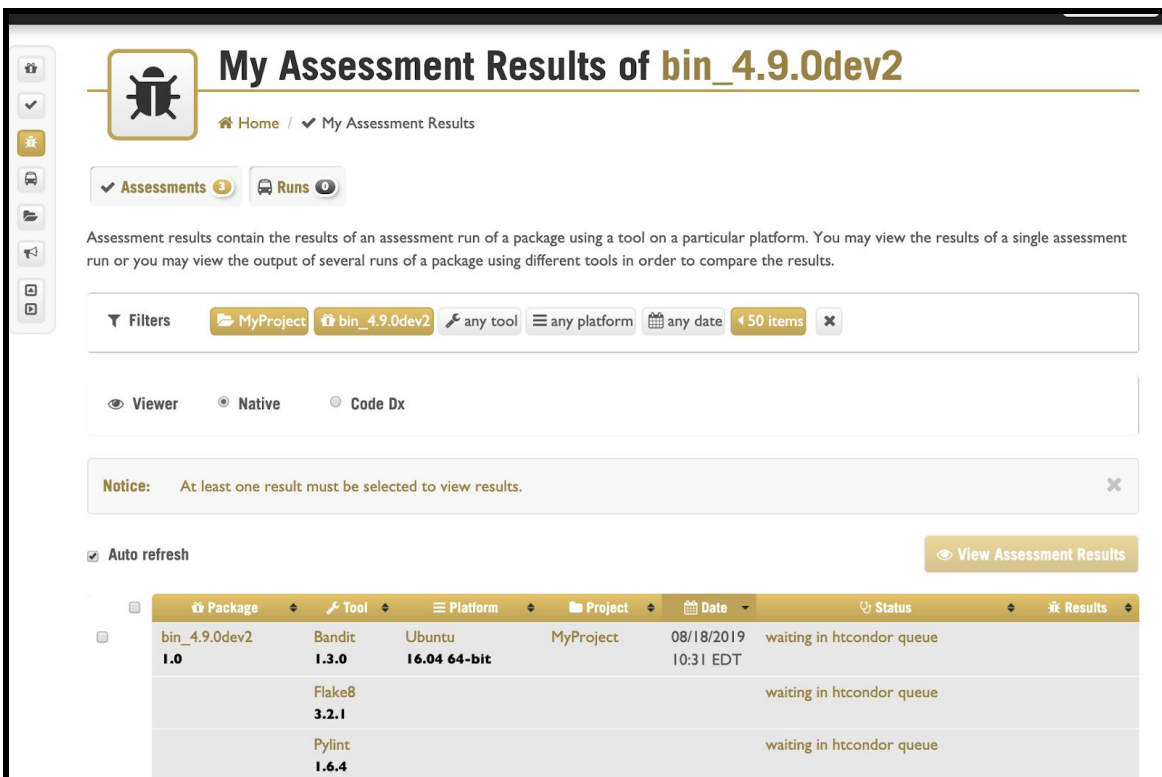 My Assessment Results of bin_4.9.0dev2
Home / My Assessment Results
Assessments 3 Runs 0
Assessment results contain the results of an assessment run of a package using a tool on a particular platform. You may view the results of a single assessment
run or you may view the output of several runs of a package using different tools in order to compare the results.
Filters MyProject bin_4.9.0dev2 any tool any platform any date 50 items
Viewer Native Code Dx
Notice: At least one result must be selected to view results.
Auto refresh View Assessment Results
Package Tool Platform Project Date Status Results
bin_4.9.0dev2 Bandit Ubuntu MyProject 08/18/2019 waiting in htcondor queue
1.0 1.3.0 16.04 64-bit 10:31 EDT
Flake8 waiting in htcondor queue
3.2.1
Pylint waiting in htcondor queue
1.6.4